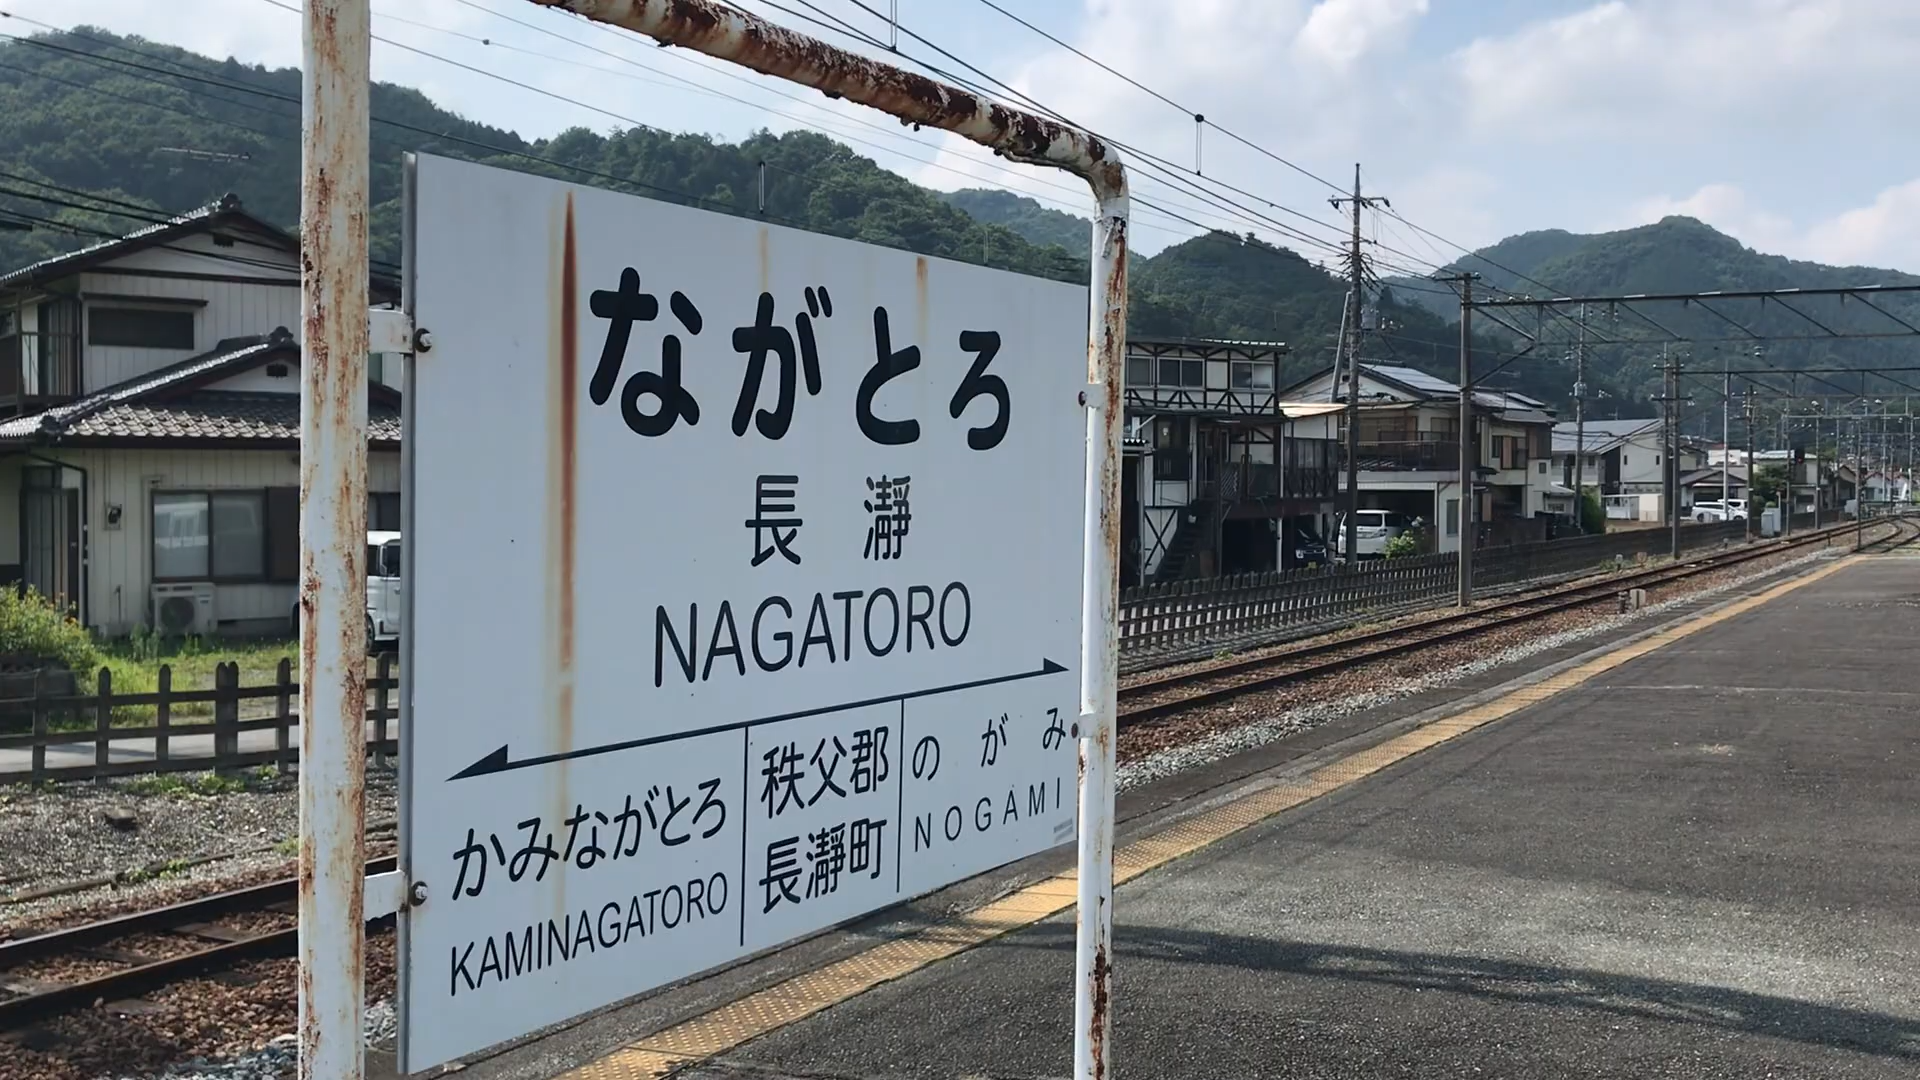 ながとろ
長瀞
NAGATORO
かみながとろ
KAMINAGATORO
秩父郡
長瀞町
のがみ
NOGAMI